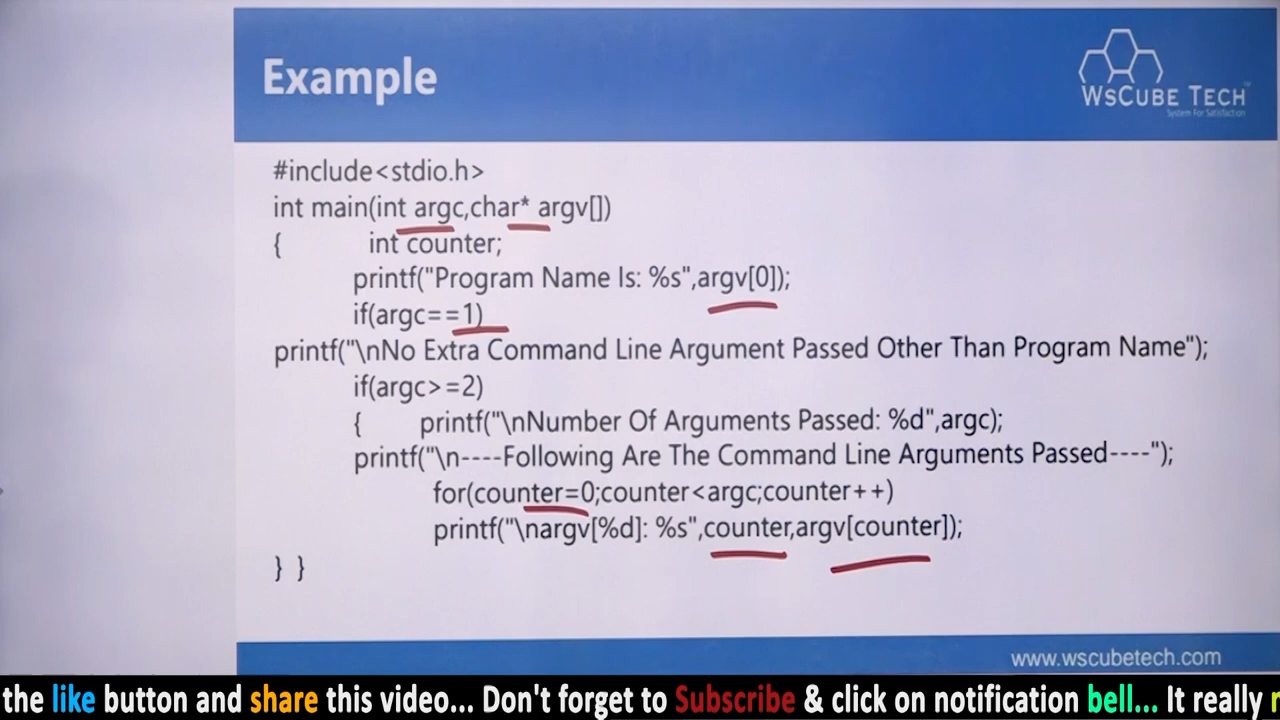 Example
WsCube Tech
System For Satisfaction
#include<stdio.h>
int main(int argc,char* argv[])
{ int counter;
printf("Program Name Is: %s",argv[0]);
if(argc==1)
printf("\nNo Extra Command Line Argument Passed Other Than Program Name");
if(argc>=2)
{ printf("\nNumber Of Arguments Passed: %d",argc);
printf("\n----Following Are The Command Line Arguments Passed----");
for(counter=0;counter<argc;counter++)
printf("\nargv[%d]: %s",counter,argv[counter]);
} }
www.wscubetech.com
the like button and share this video... Don't forget to Subscribe & click on notification bell... It really